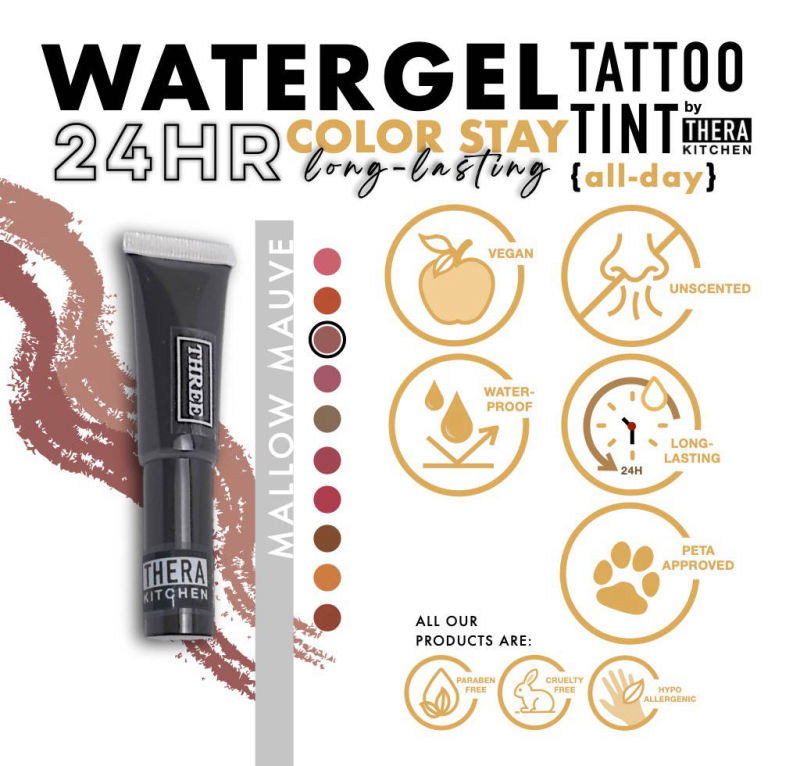 WATERGEL TATTOO
24HR COLOR STAY TINT by THERA KITCHEN
long-lasting {all-day}
MALLOW MAUVE
THREE
THERA
KITCHEN
VEGAN
UNSCENTED
WATER-
PROOF
LONG-
LASTING
24H
PETA
APPROVED
ALL OUR
PRODUCTS ARE:
PARABEN
FREE
CRUELTY
FREE
HYPO
ALLERGENIC